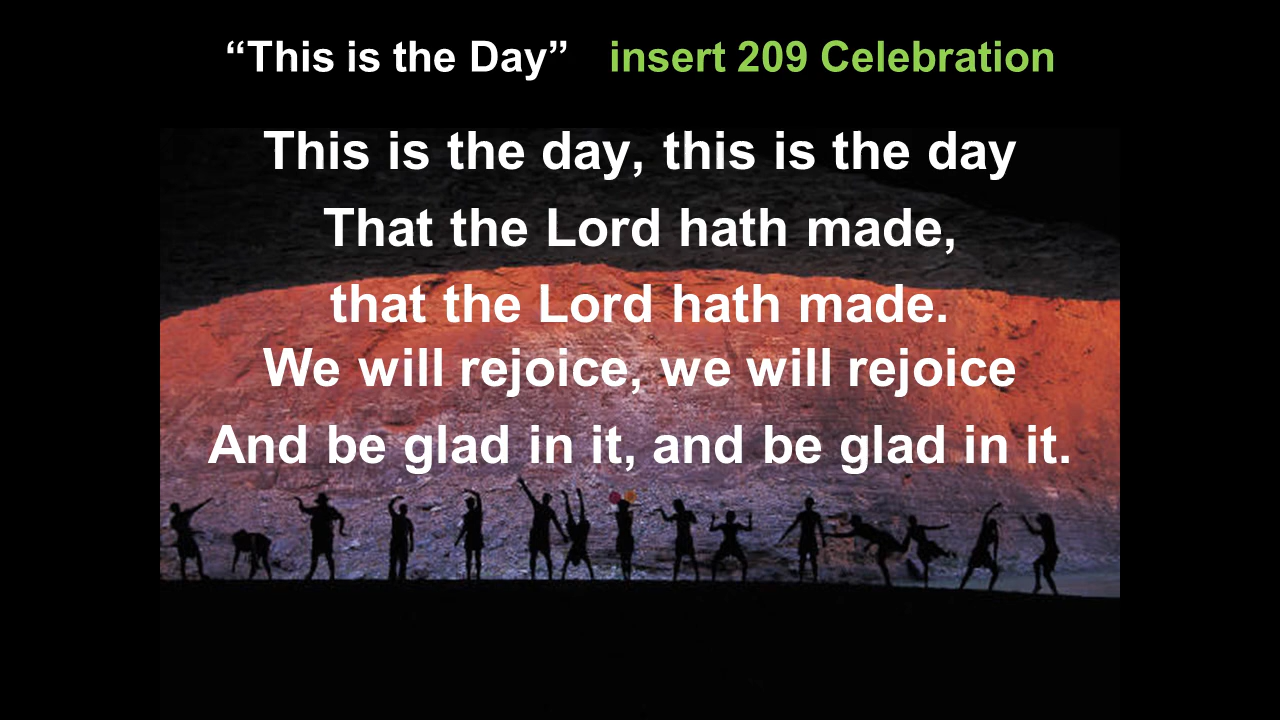 “This is the Day” insert 209 Celebration
This is the day, this is the day
That the Lord hath made,
that the Lord hath made.
We will rejoice, we will rejoice
And be glad in it, and be glad in it.